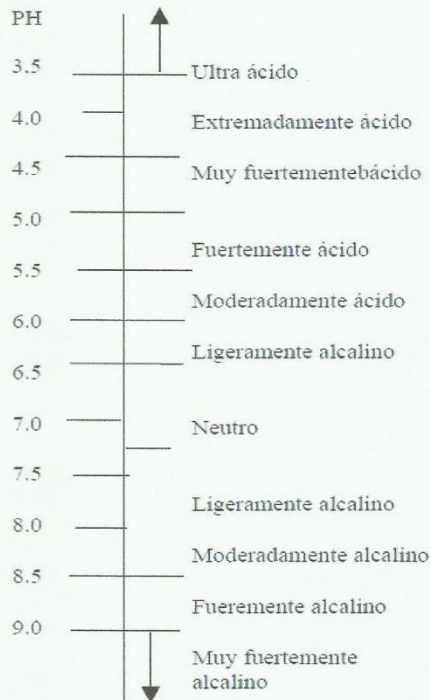 PH
3.5
Ultra ácido
4.0
Extremadamente ácido
4.5
Muy fuertementebácido
5.0
Fuertemente ácido
5.5
Moderadamente ácido
6.0
Ligeramente alcalino
6.5
7.0
Neutro
7.5
Ligeramente alcalino
8.0
Moderadamente alcalino
8.5
Fueremente alcalino
9.0
Muy fuertemente
alcalino